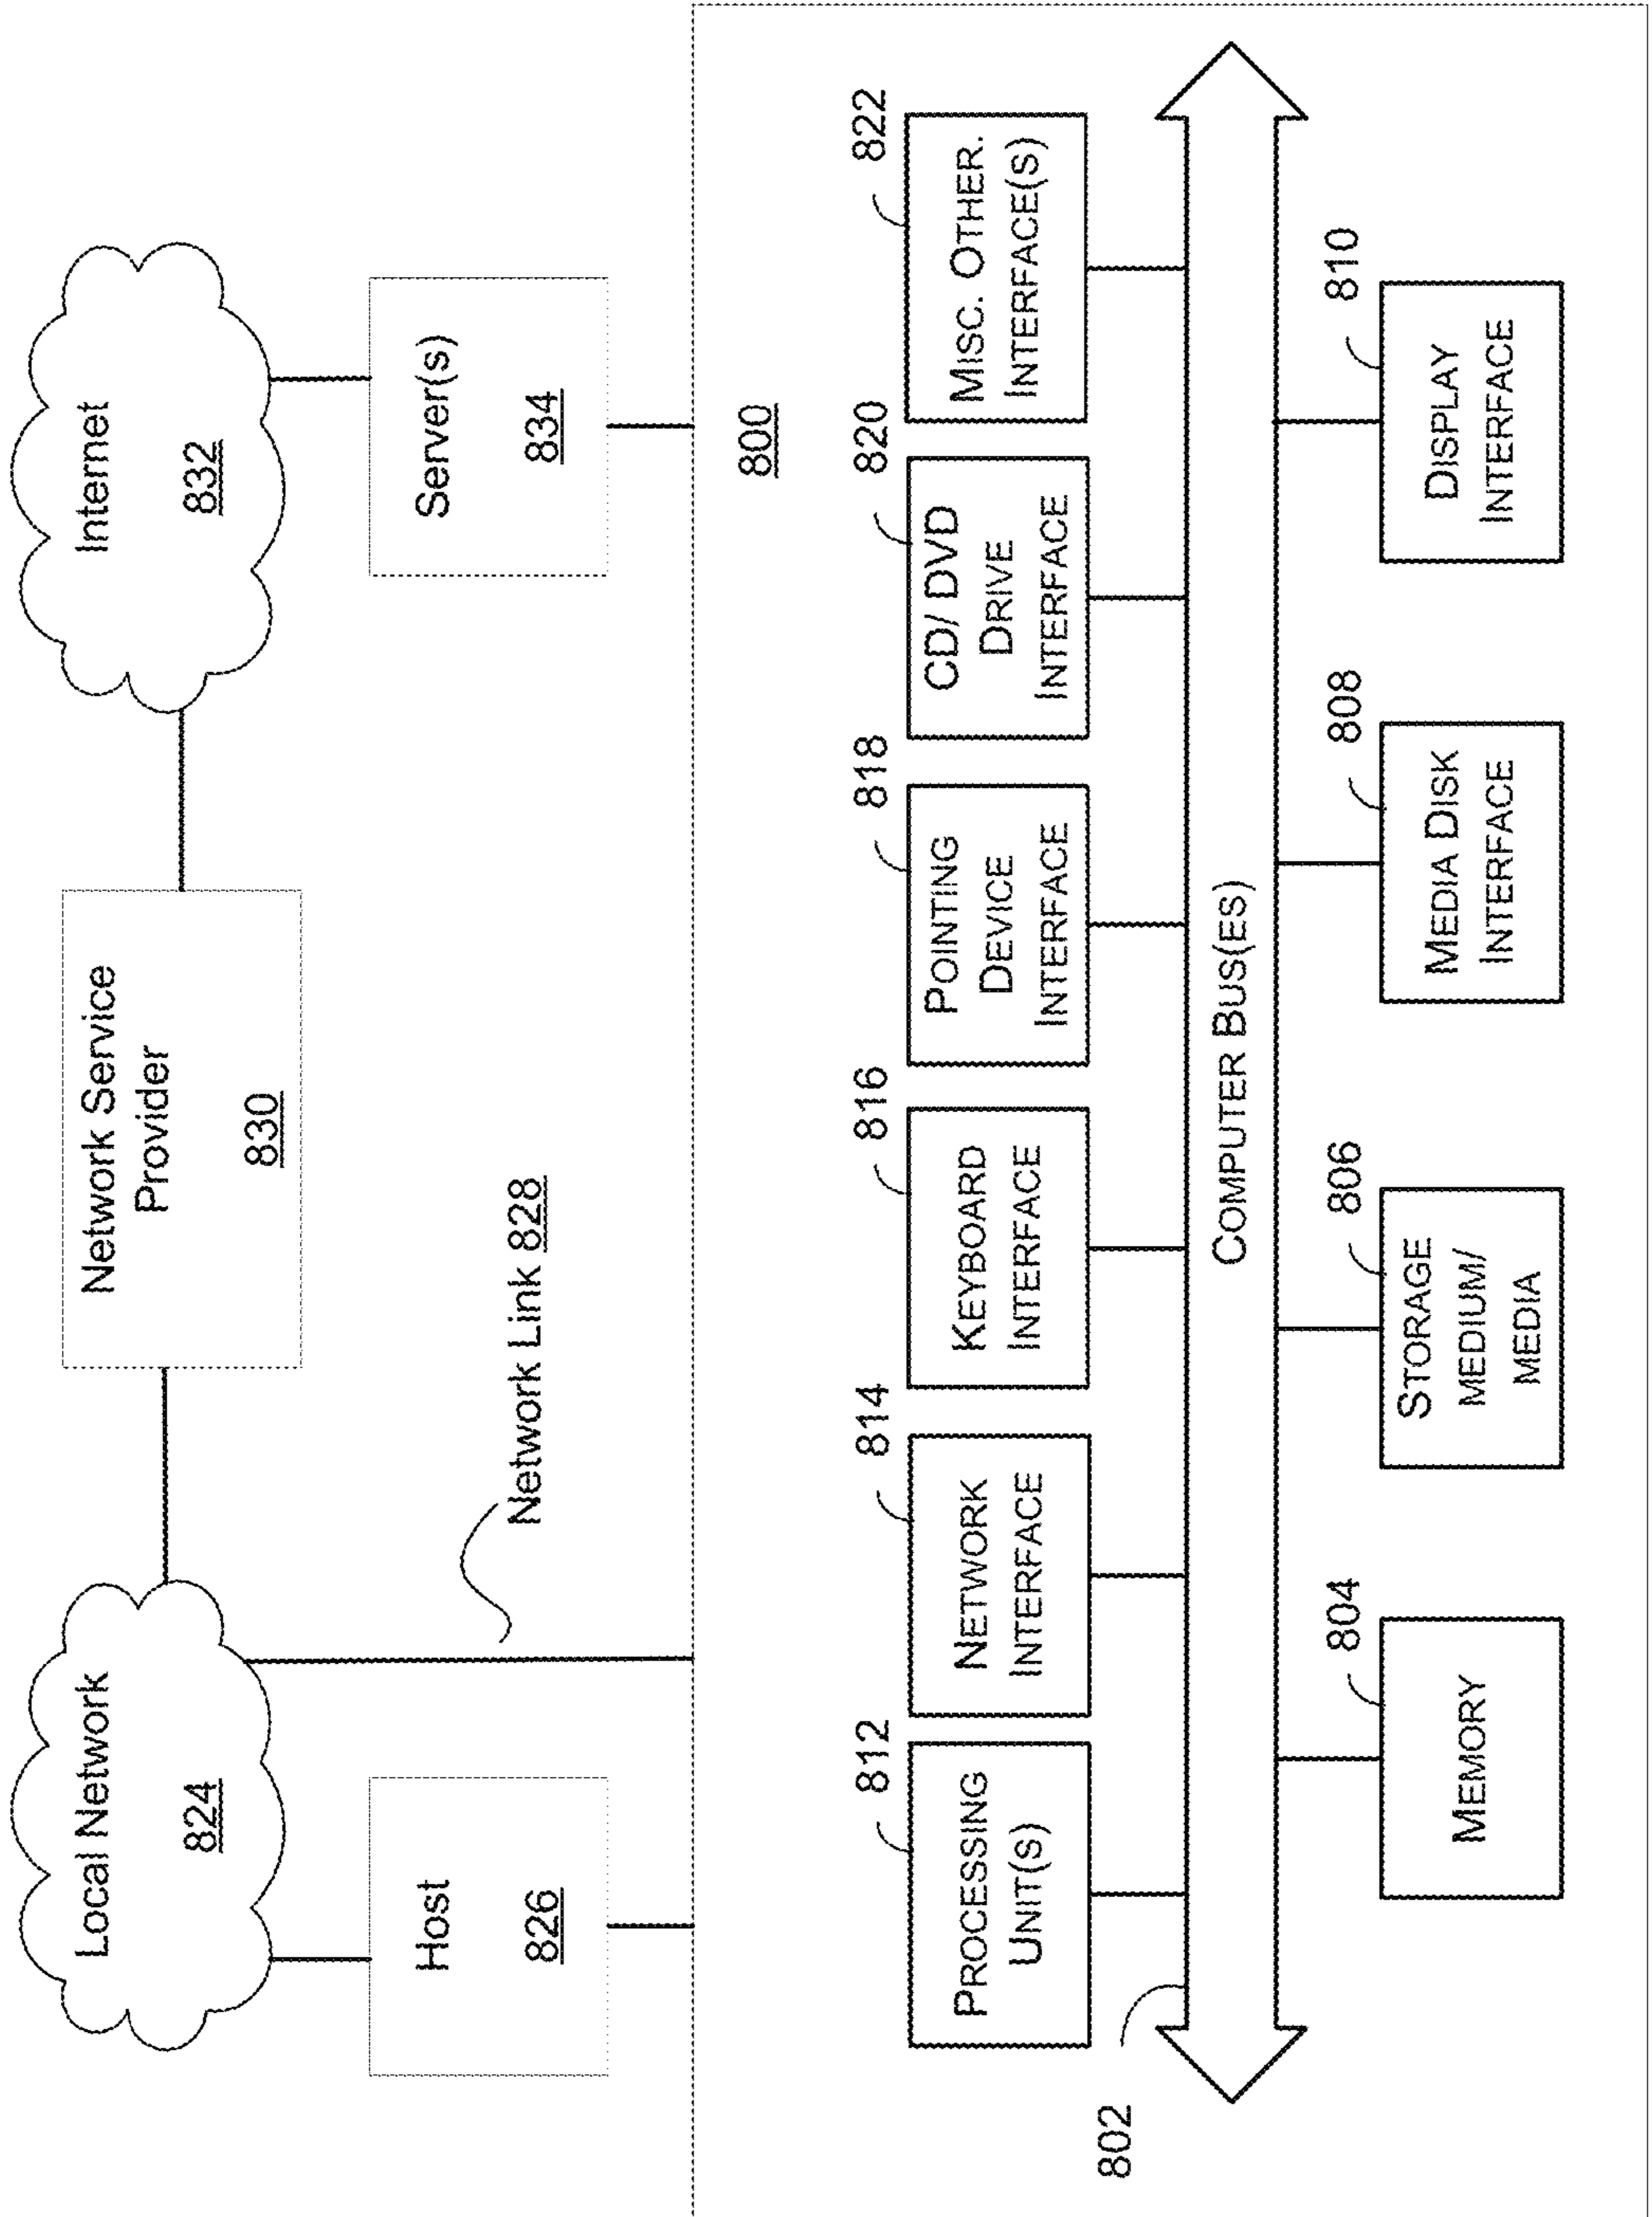 Local Network
824
Network Service
Provider
830
Internet
832
Host
826
Network Link 828
Server(s)
834
800
812
PROCESSING
UNIT(S)
814
NETWORK
INTERFACE
816
KEYBOARD
INTERFACE
818
POINTING
DEVICE
INTERFACE
820
CD/ DVD
DRIVE
INTERFACE
822
MISC. OTHER.
INTERFACE(S)
802
COMPUTER BUS(ES)
804
MEMORY
806
STORAGE
MEDIUM/
MEDIA
808
MEDIA DISK
INTERFACE
810
DISPLAY
INTERFACE